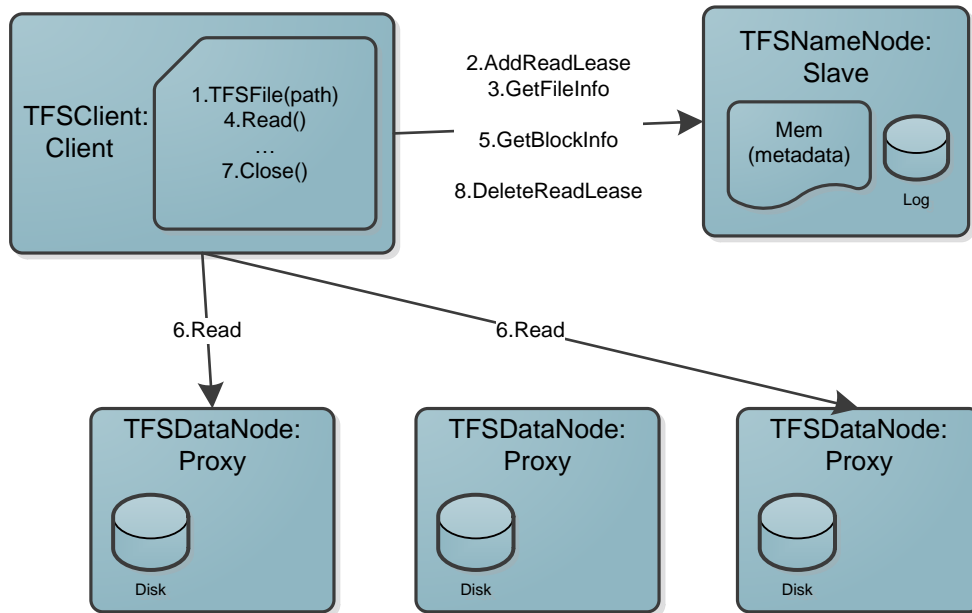 TFSClient:
Client
1.TFSFile(path)
4.Read()
…
7.Close()
2.AddReadLease
3.GetFileInfo
5.GetBlockInfo
8.DeleteReadLease
TFSNameNode:
Slave
Mem
(metadata)
Log
6.Read
6.Read
TFSDataNode:
Proxy
Disk
TFSDataNode:
Proxy
Disk
TFSDataNode:
Proxy
Disk